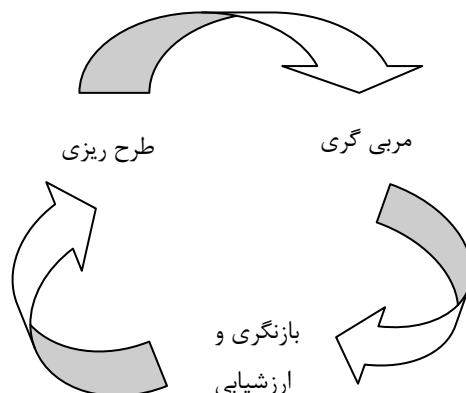 مربی گری
طرح ریزی
بازنگری و
ارزشیابی